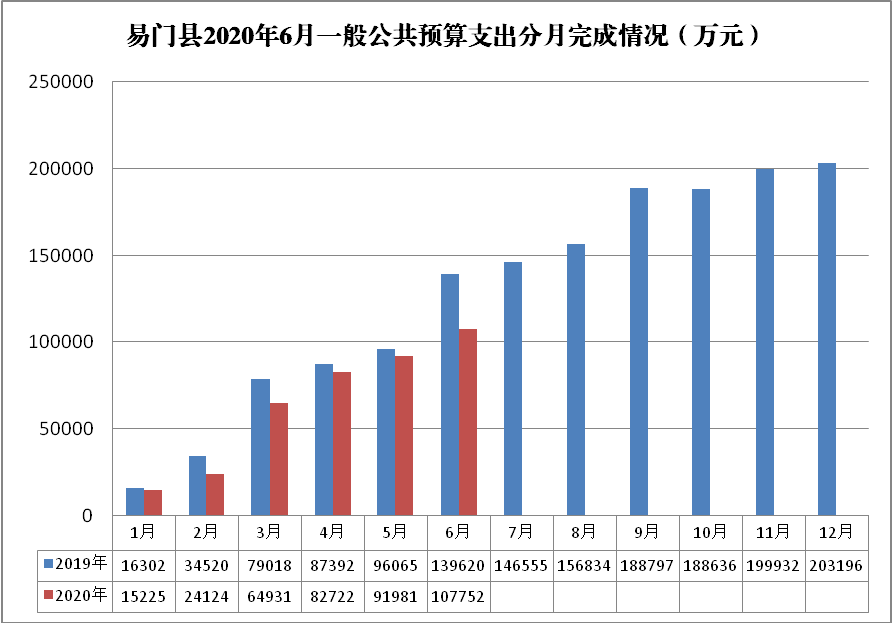 易门县2020年6月一般公共预算支出分月完成情况（万元）
250000
200000
150000
100000
50000
0
1月 2月 3月 4月 5月 6月 7月 8月 9月 10月 11月 12月
2019年 16302 34520 79018 87392 96065 139620 146555 156834 188797 188636 199932 203196
2020年 15225 24124 64931 82722 91981 107752